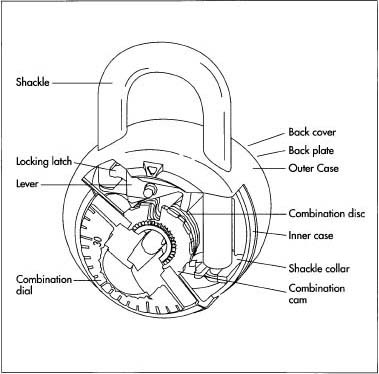 Shackle
Back cover
Back plate
Locking latch
Outer Case
Lever
Combination disc
Inner case
Shackle collar
Combination
dial
Combination
cam